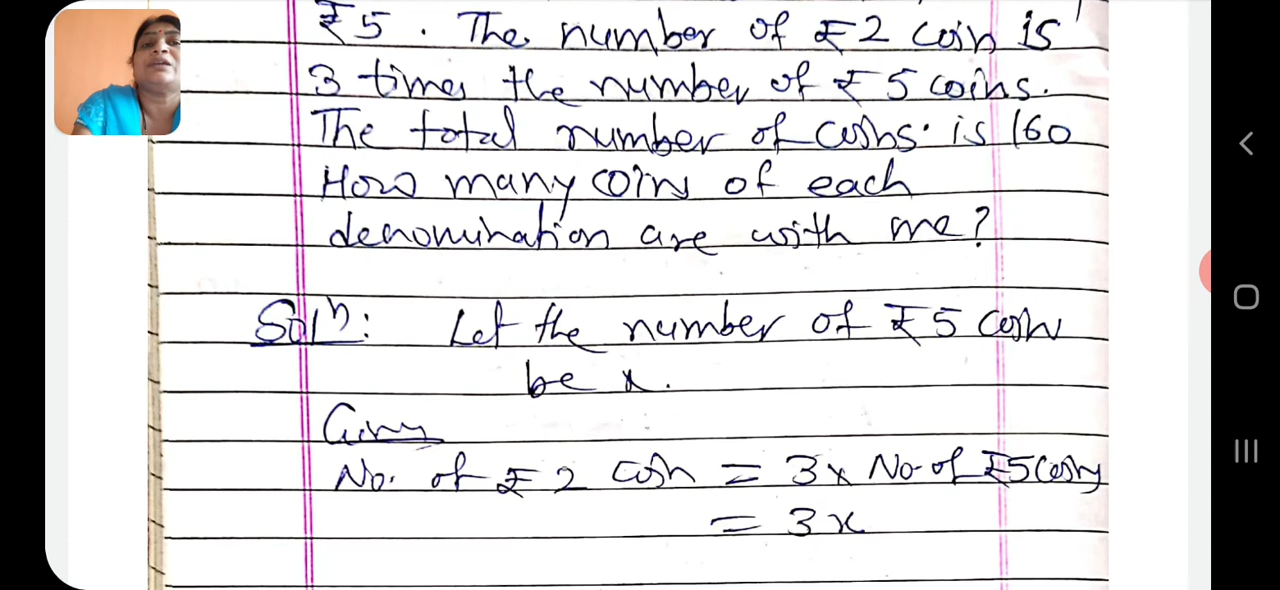 ₹5. The number of ₹2 coin is
3 times the number of ₹5 coins.
The total number of coins is 160
How many coins of each
denomination are with me?
Solⁿ: Let the number of ₹5 coin
be x.
Given
No. of ₹2 coin = 3x No. of ₹5 coins
= 3x